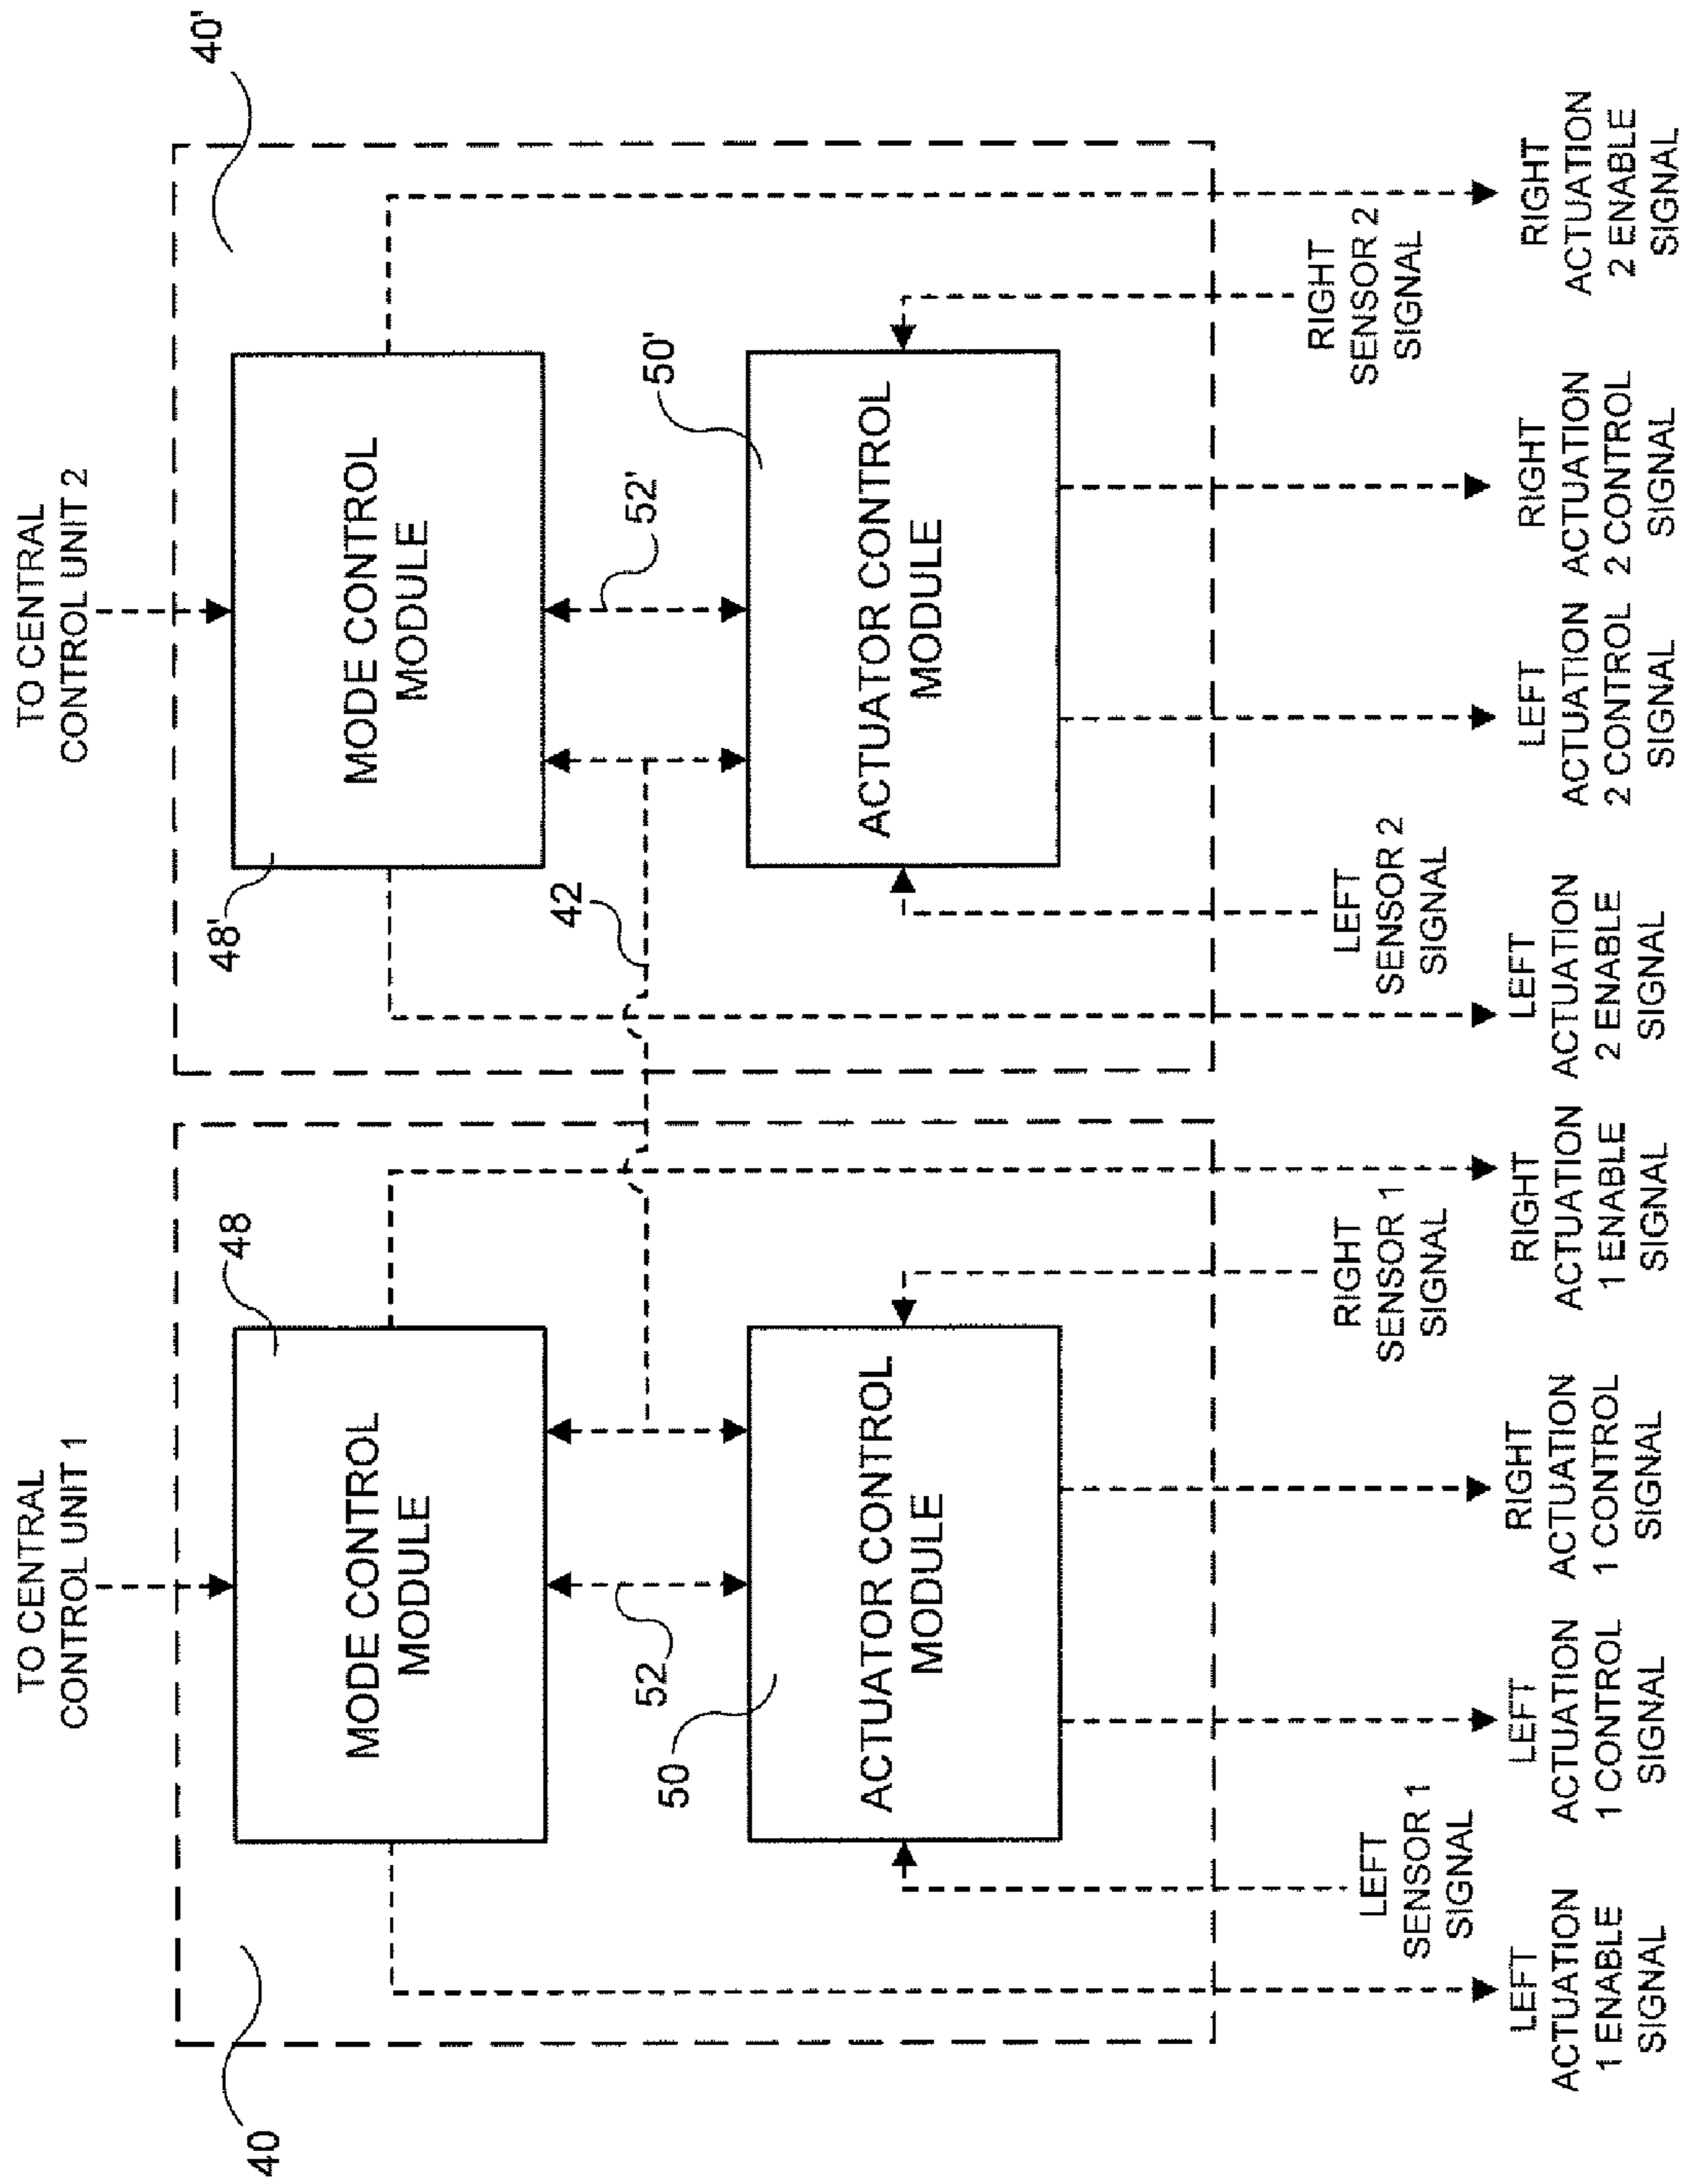 TO CENTRAL
CONTROL UNIT 1
TO CENTRAL
CONTROL UNIT 2
40
40'
48
MODE CONTROL
MODULE
48'
MODE CONTROL
MODULE
42
52
52'
50
ACTUATOR CONTROL
MODULE
50'
ACTUATOR CONTROL
MODULE
LEFT
SENSOR 1
SIGNAL
RIGHT
SENSOR 1
SIGNAL
LEFT
SENSOR 2
SIGNAL
RIGHT
SENSOR 2
SIGNAL
LEFT
ACTUATION
1 ENABLE
SIGNAL
LEFT
ACTUATION
1 CONTROL
SIGNAL
RIGHT
ACTUATION
1 CONTROL
SIGNAL
RIGHT
ACTUATION
1 ENABLE
SIGNAL
LEFT
ACTUATION
2 ENABLE
SIGNAL
LEFT
ACTUATION
2 CONTROL
SIGNAL
RIGHT
ACTUATION
2 CONTROL
SIGNAL
RIGHT
ACTUATION
2 ENABLE
SIGNAL